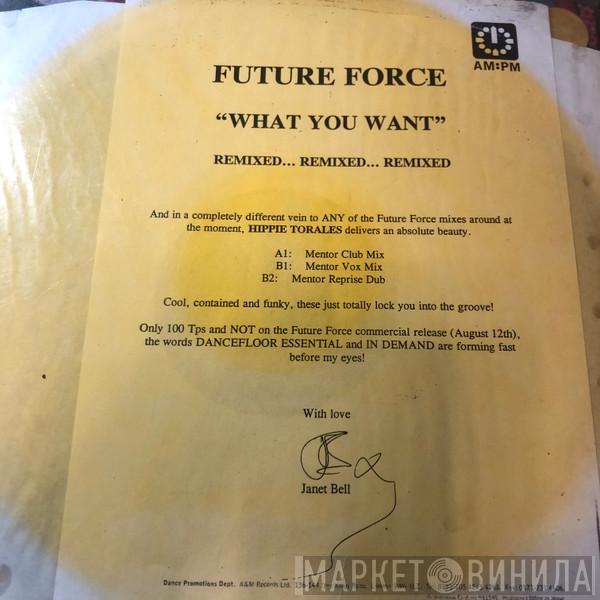 AM:PM
FUTURE FORCE
“WHAT YOU WANT”
REMIXED... REMIXED... REMIXED
And in a completely different vein to ANY of the Future Force mixes around at
the moment, HIPPIE TORALES delivers an absolute beauty.
A1: Mentor Club Mix
B1: Mentor Vox Mix
B2: Mentor Reprise Dub
Cool, contained and funky, these just totally lock you into the groove!
Only 100 Tps and NOT on the Future Force commercial release (August 12th),
the words DANCEFLOOR ESSENTIAL and IN DEMAND are forming fast
before my eyes!
With love
Janet Bell
Dance Promotions Dept. A&M Records Ltd. 136-144
МАРКЕТ ВИНИЛА